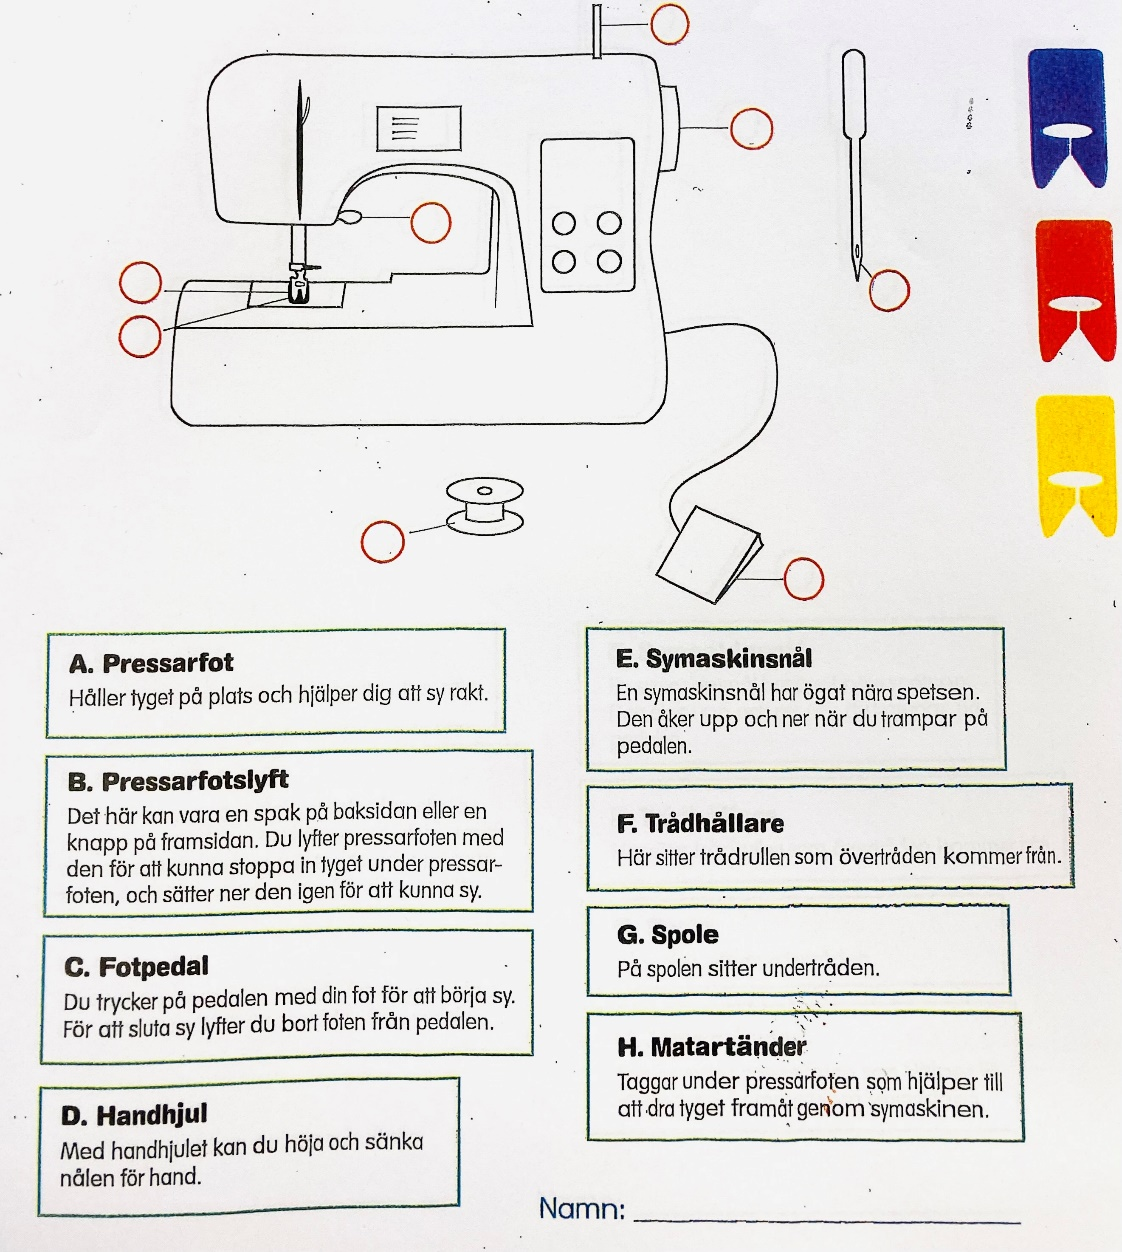 A. Pressarfot
Håller tyget på plats och hjälper dig att sy rakt.
B. Pressarfotslyft
Det här kan vara en spak på baksidan eller en
knapp på framsidan. Du lyfter pressarfoten med
den för att kunna stoppa in tyget under pressar-
foten, och sätter ner den igen för att kunna sy.
C. Fotpedal
Du trycker på pedalen med din fot för att börja sy.
För att sluta sy lyfter du bort foten från pedalen.
D. Handhjul
Med handhjulet kan du höja och sänka
nålen för hand.
E. Symaskinsnål
En symaskinsnål har ögat nära spetsen.
Den åker upp och ner när du trampar på
pedalen.
F. Trådhållare
Här sitter trådrullen som övertråden kommer från.
G. Spole
På spolen sitter undertråden.
H. Matartänder
Taggar under pressarfoten som hjälper till
att dra tyget framåt genom symaskinen.
Namn: